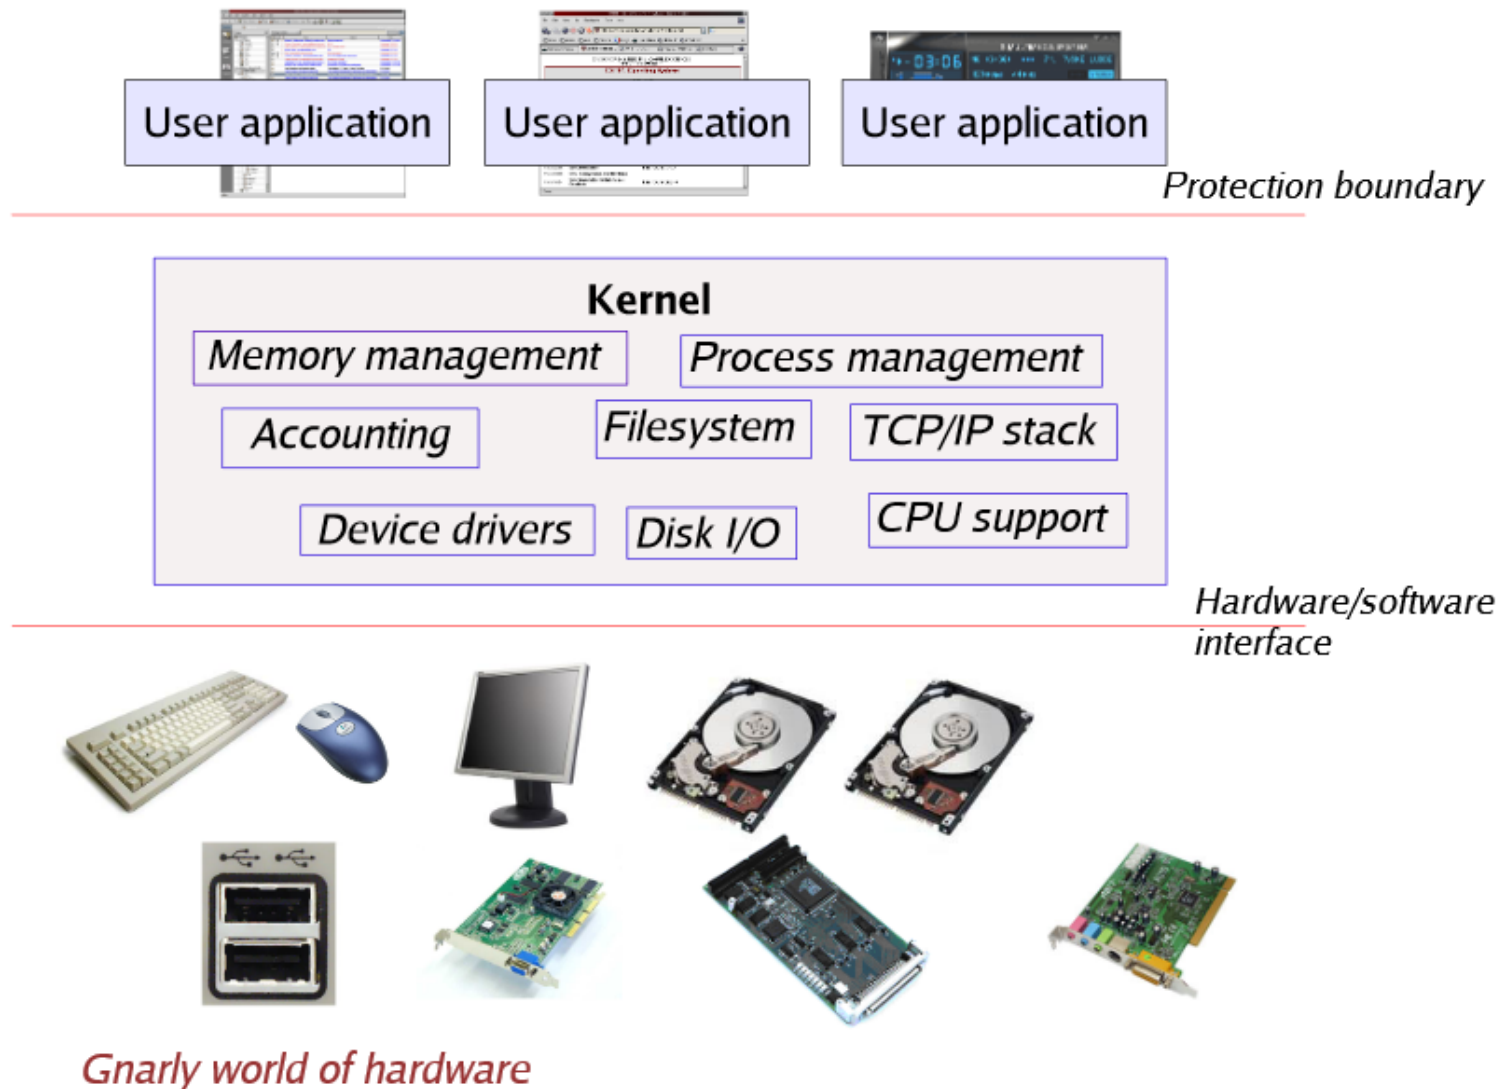 User application
User application
User application
Protection boundary
Kernel
Memory management
Process management
Accounting
Filesystem
TCP/IP stack
Device drivers
Disk I/O
CPU support
Hardware/software
interface
Gnarly world of hardware